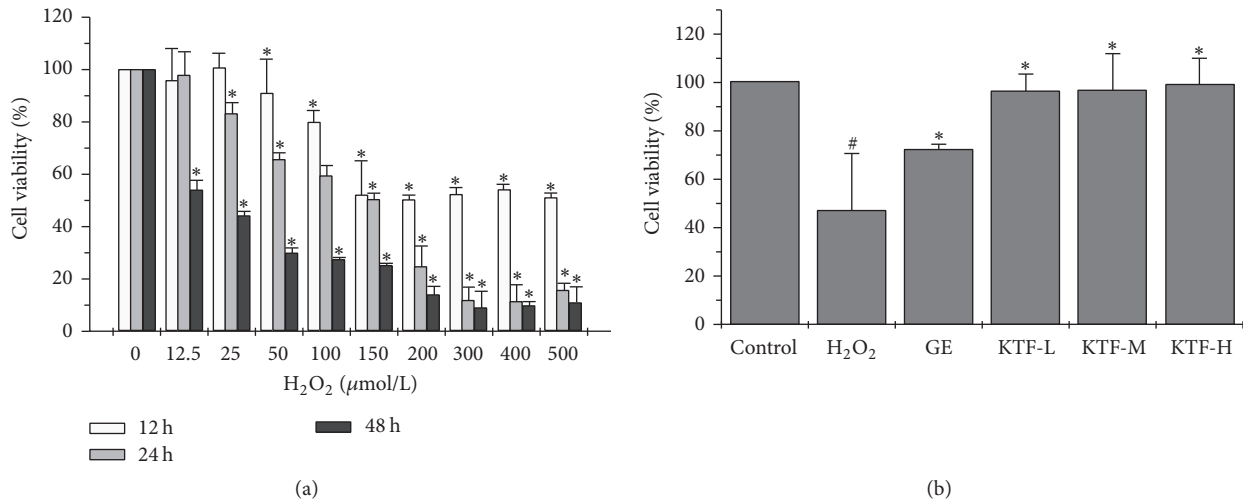 120
100
80
60
40
20
0
Cell viability (%)
* * * * * * * * * * * * * * * * * * * * * * * *
0 12.5 25 50 100 150 200 300 400 500
H₂O₂ (μmol/L)
12 h
24 h
48 h
(a)
120
100
80
60
40
20
0
Cell viability (%)
# * * * *
Control H₂O₂ GE KTF-L KTF-M KTF-H
(b)